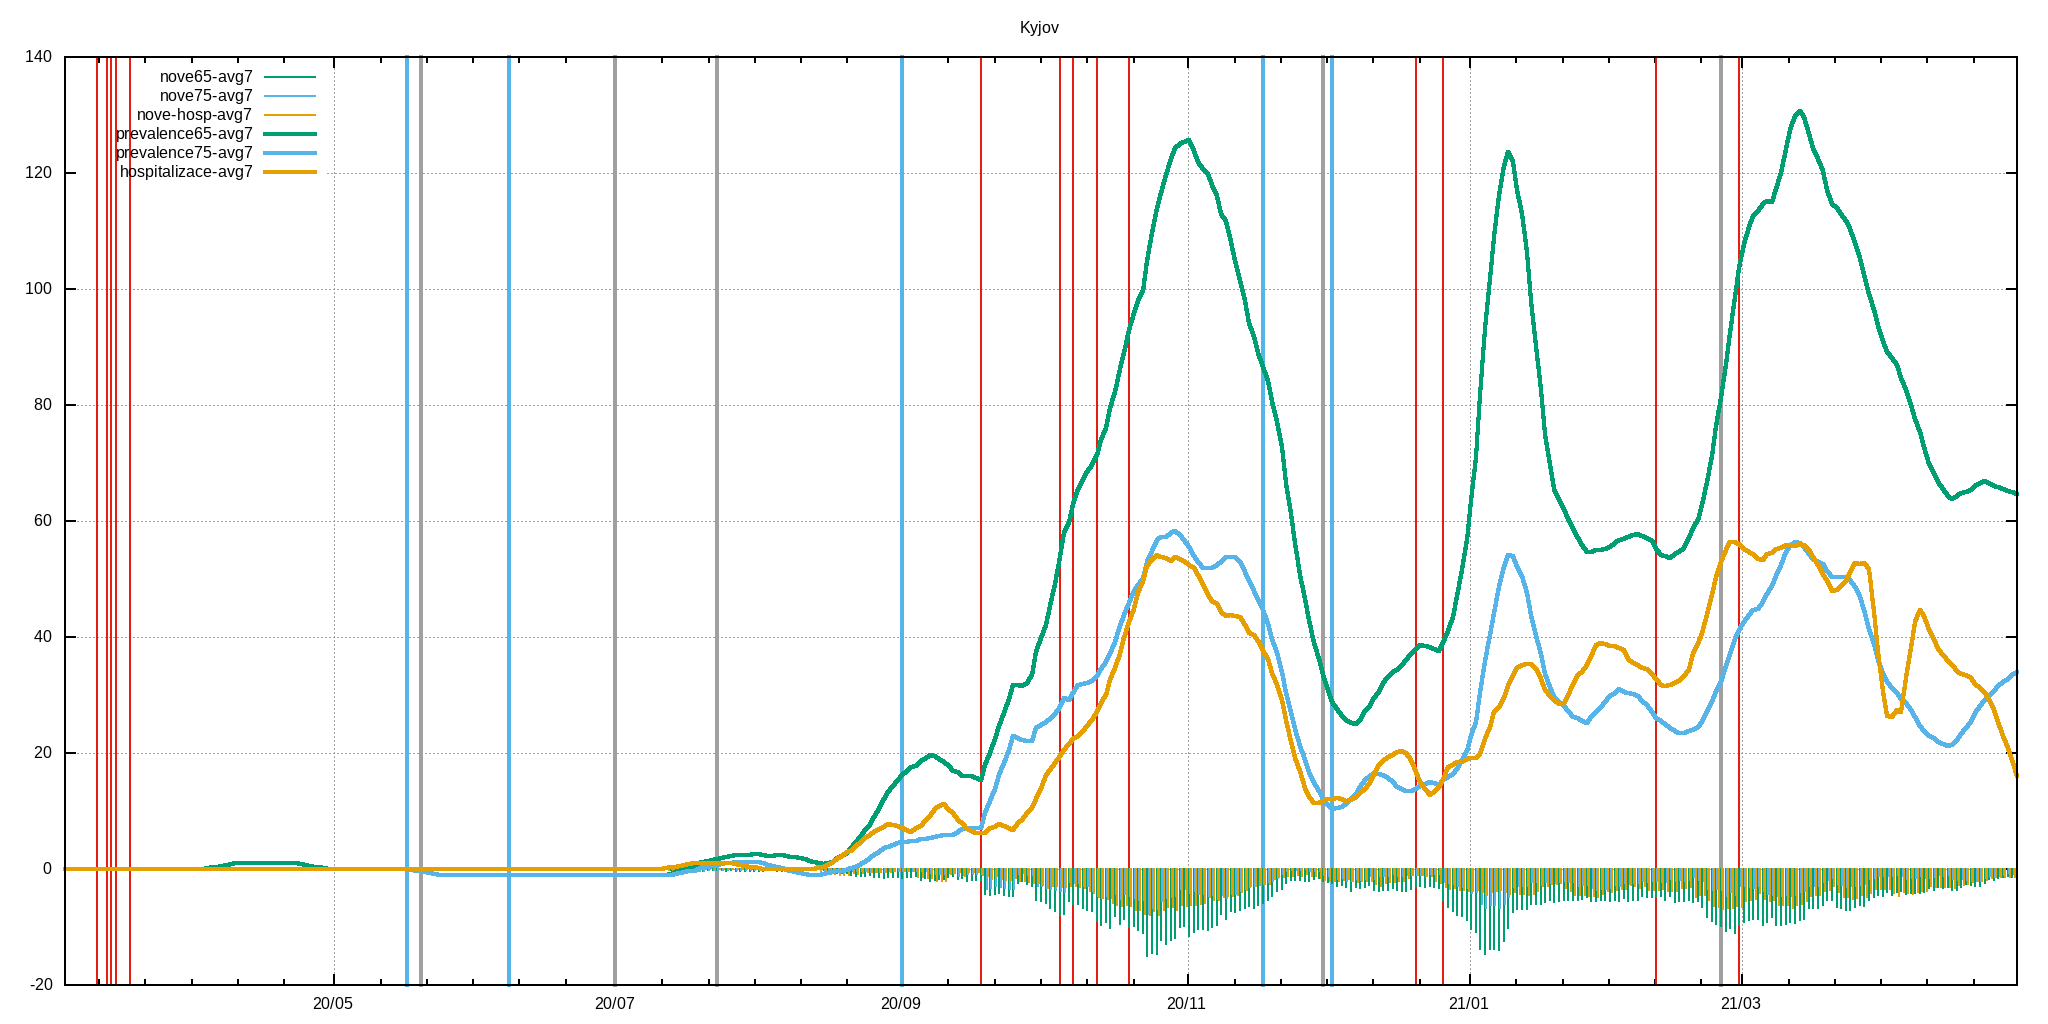 Kyjov
140
120
100
80
60
40
20
0
-20
nove65-avg7
nove75-avg7
nove-hosp-avg7
prevalence65-avg7
prevalence75-avg7
hospitalizace-avg7
20/05 20/07 20/09 20/11 21/01 21/03